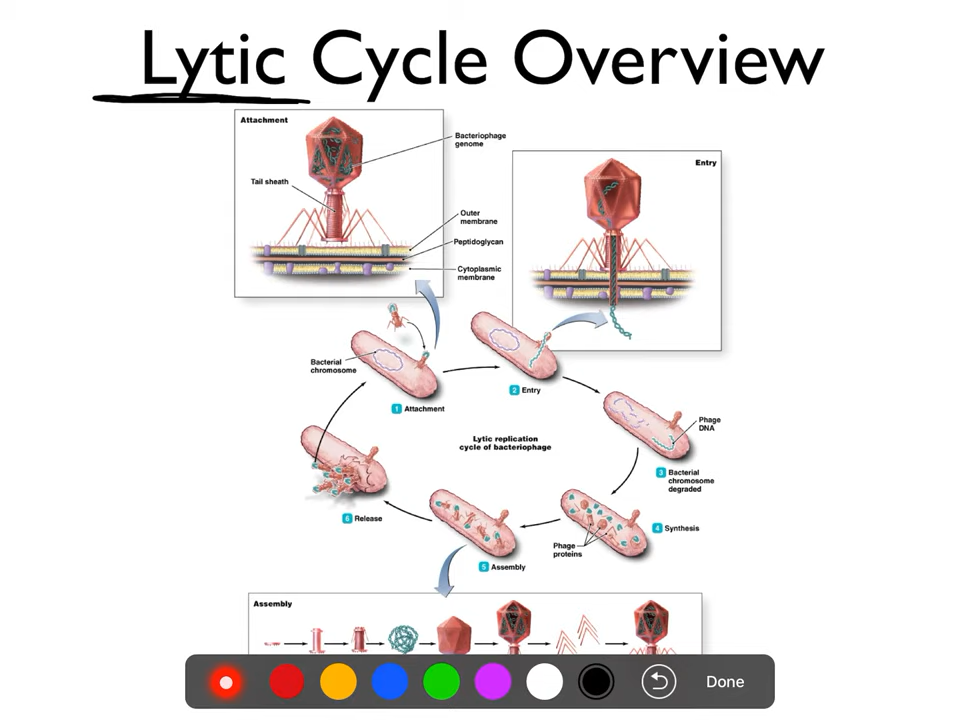 Lytic Cycle Overview
Attachment
Bacteriophage
genome
Tail sheath
Outer
membrane
Peptidoglycan
Cytoplasmic
membrane
Entry
Bacterial
chromosome
1 Attachment
2 Entry
Phage
DNA
3 Bacterial
chromosome
degraded
Lytic replication
cycle of bacteriophage
4 Synthesis
Phage
proteins
5 Assembly
6 Release
Assembly
Done